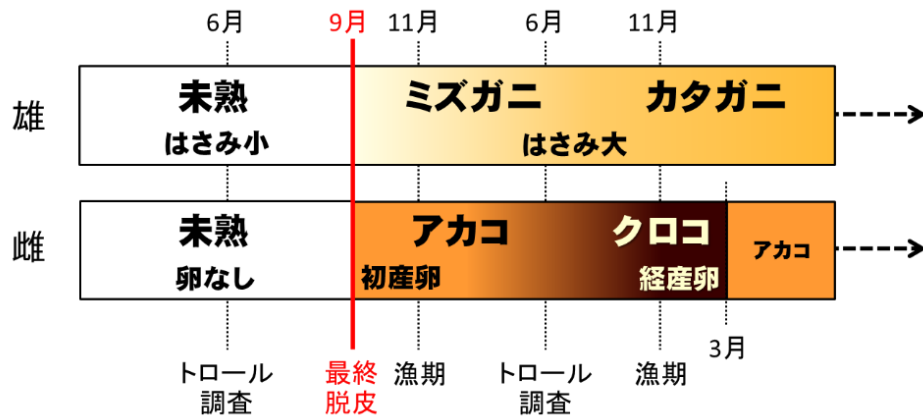 6月 9月 11月 6月 11月
雄
未熟 ミズガニ カタガニ
はさみ小 はさみ大
雌
未熟 アカコ クロコ アカコ
卵なし 初産卵 経産卵
3月
トロール
調査
最終
脱皮
漁期
トロール
調査
漁期